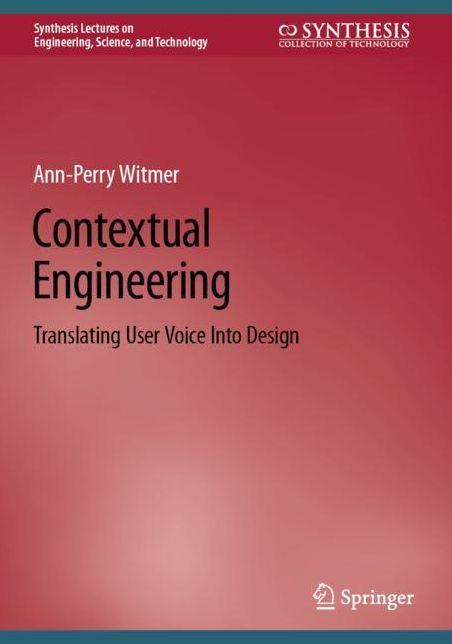 Synthesis Lectures on
Engineering, Science, and Technology
SYNTHESIS
COLLECTION OF TECHNOLOGY
Ann-Perry Witmer
Contextual
Engineering
Translating User Voice Into Design
Springer